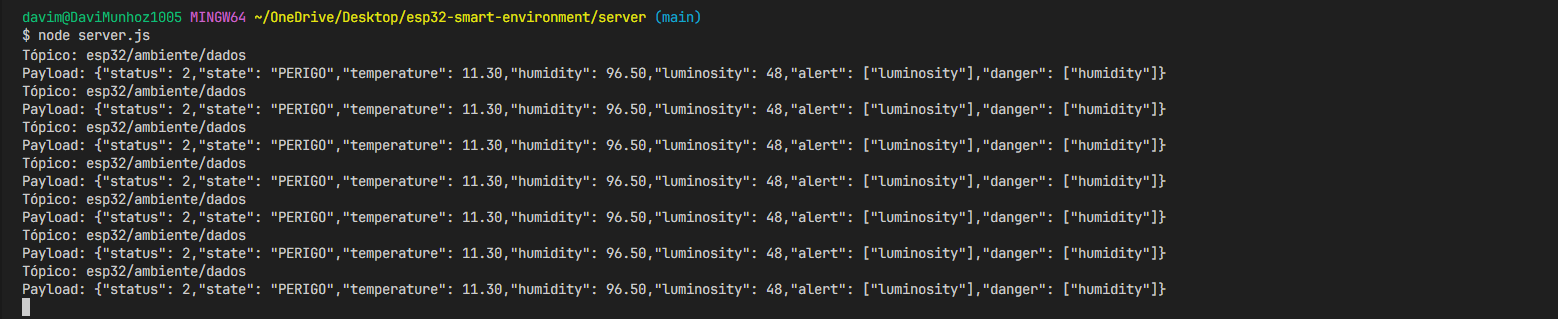 davim@DaviMunhoz1005 MINGW64 ~/OneDrive/Desktop/esp32-smart-environment/server (main)
$ node server.js
Tópico: esp32/ambiente/dados
Payload: {"status": 2,"state": "PERIGO","temperature": 11.30,"humidity": 96.50,"luminosity": 48,"alert": ["luminosity"],"danger": ["humidity"]}
Tópico: esp32/ambiente/dados
Payload: {"status": 2,"state": "PERIGO","temperature": 11.30,"humidity": 96.50,"luminosity": 48,"alert": ["luminosity"],"danger": ["humidity"]}
Tópico: esp32/ambiente/dados
Payload: {"status": 2,"state": "PERIGO","temperature": 11.30,"humidity": 96.50,"luminosity": 48,"alert": ["luminosity"],"danger": ["humidity"]}
Tópico: esp32/ambiente/dados
Payload: {"status": 2,"state": "PERIGO","temperature": 11.30,"humidity": 96.50,"luminosity": 48,"alert": ["luminosity"],"danger": ["humidity"]}
Tópico: esp32/ambiente/dados
Payload: {"status": 2,"state": "PERIGO","temperature": 11.30,"humidity": 96.50,"luminosity": 48,"alert": ["luminosity"],"danger": ["humidity"]}
Tópico: esp32/ambiente/dados
Payload: {"status": 2,"state": "PERIGO","temperature": 11.30,"humidity": 96.50,"luminosity": 48,"alert": ["luminosity"],"danger": ["humidity"]}
Tópico: esp32/ambiente/dados
Payload: {"status": 2,"state": "PERIGO","temperature": 11.30,"humidity": 96.50,"luminosity": 48,"alert": ["luminosity"],"danger": ["humidity"]}